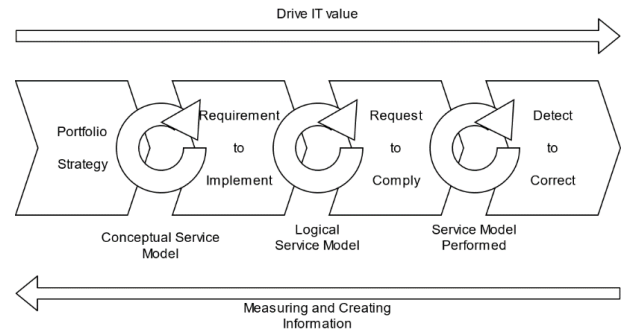 Drive IT value
Portfolio
Strategy
Requirement
to
Implement
Request
to
Comply
Detect
to
Correct
Conceptual Service
Model
Logical
Service Model
Service Model
Performed
Measuring and Creating
Information